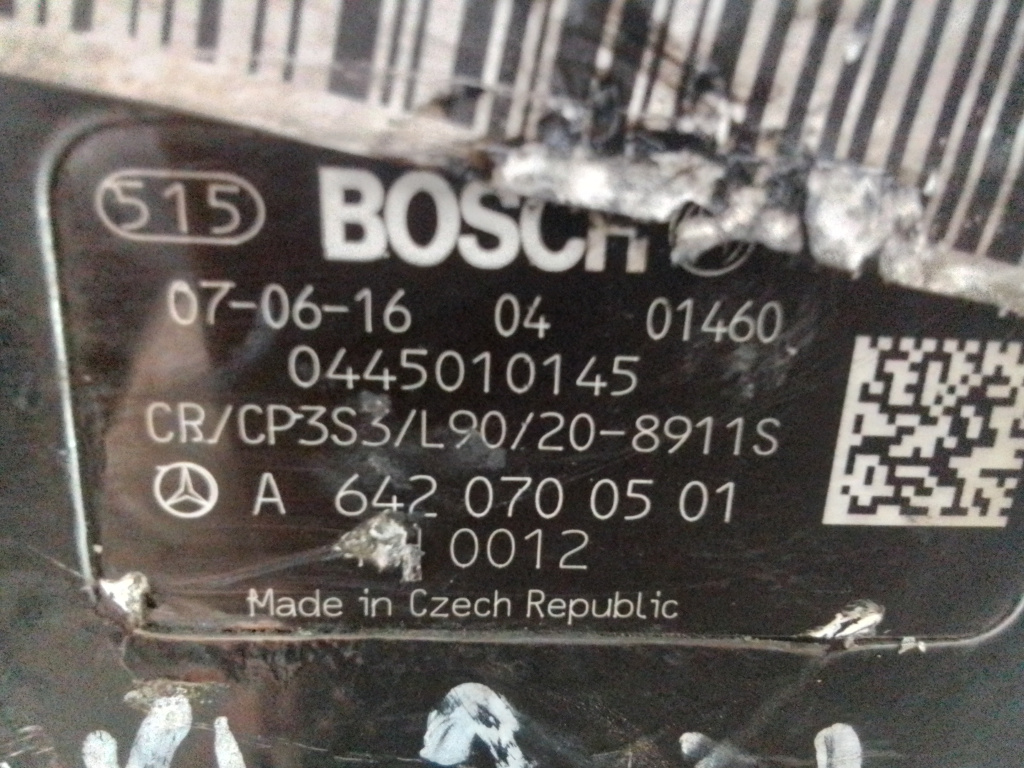 515 BOSCH
07-06-16 04 01460
0445010145
CR/CP3S3/L90/20-8911S
A 642 070 05 01
0012
Made in Czech Republic